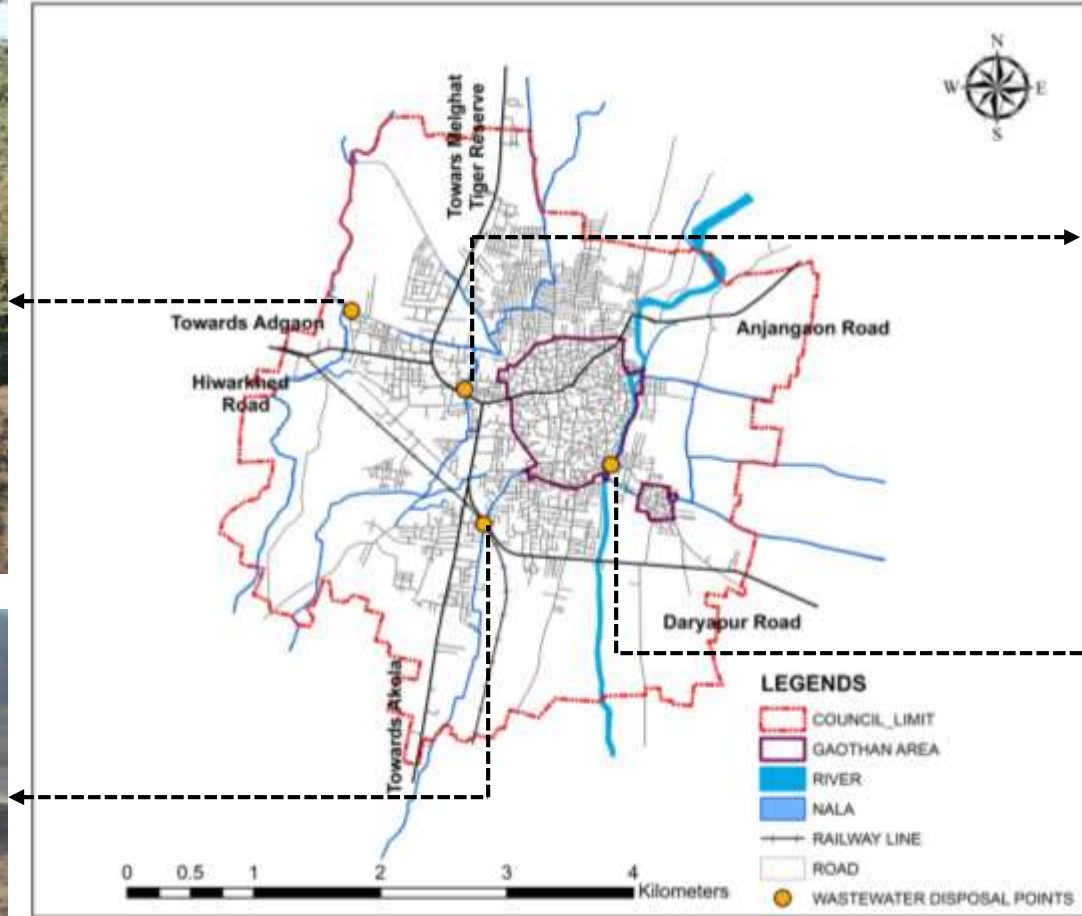 N
W E
S
Towars Melghat
Tiger Reserve
Towards Adgaon
Anjangaon Road
Hiwarkhed
Road
Daryapur Road
Towards Akola
LEGENDS
COUNCIL_LIMIT
GAOTHAN AREA
RIVER
NALA
RAILWAY LINE
ROAD
WASTEWATER DISPOSAL POINTS
0 0.5 1 2 3 4
Kilometers